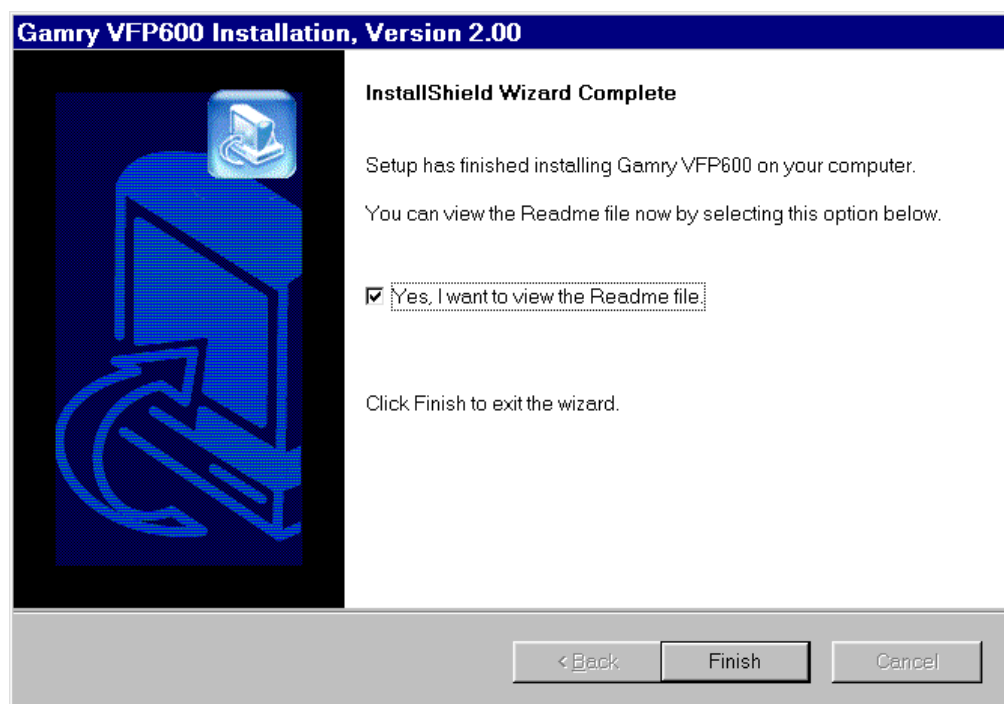 Gamry VFP600 Installation, Version 2.00
InstallShield Wizard Complete
Setup has finished installing Gamry VFP600 on your computer.
You can view the Readme file now by selecting this option below.
Yes, I want to view the Readme file.
Click Finish to exit the wizard.
< Back
Finish
Cancel